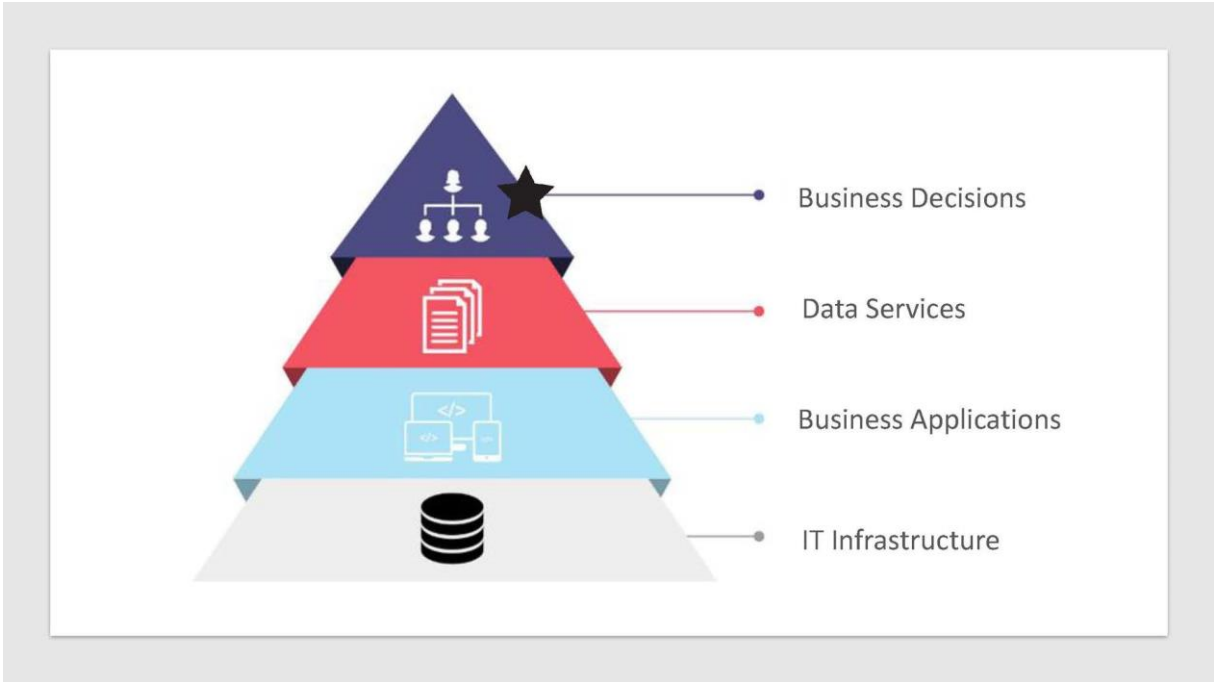 Business Decisions
Data Services
Business Applications
</>
</>
IT Infrastructure